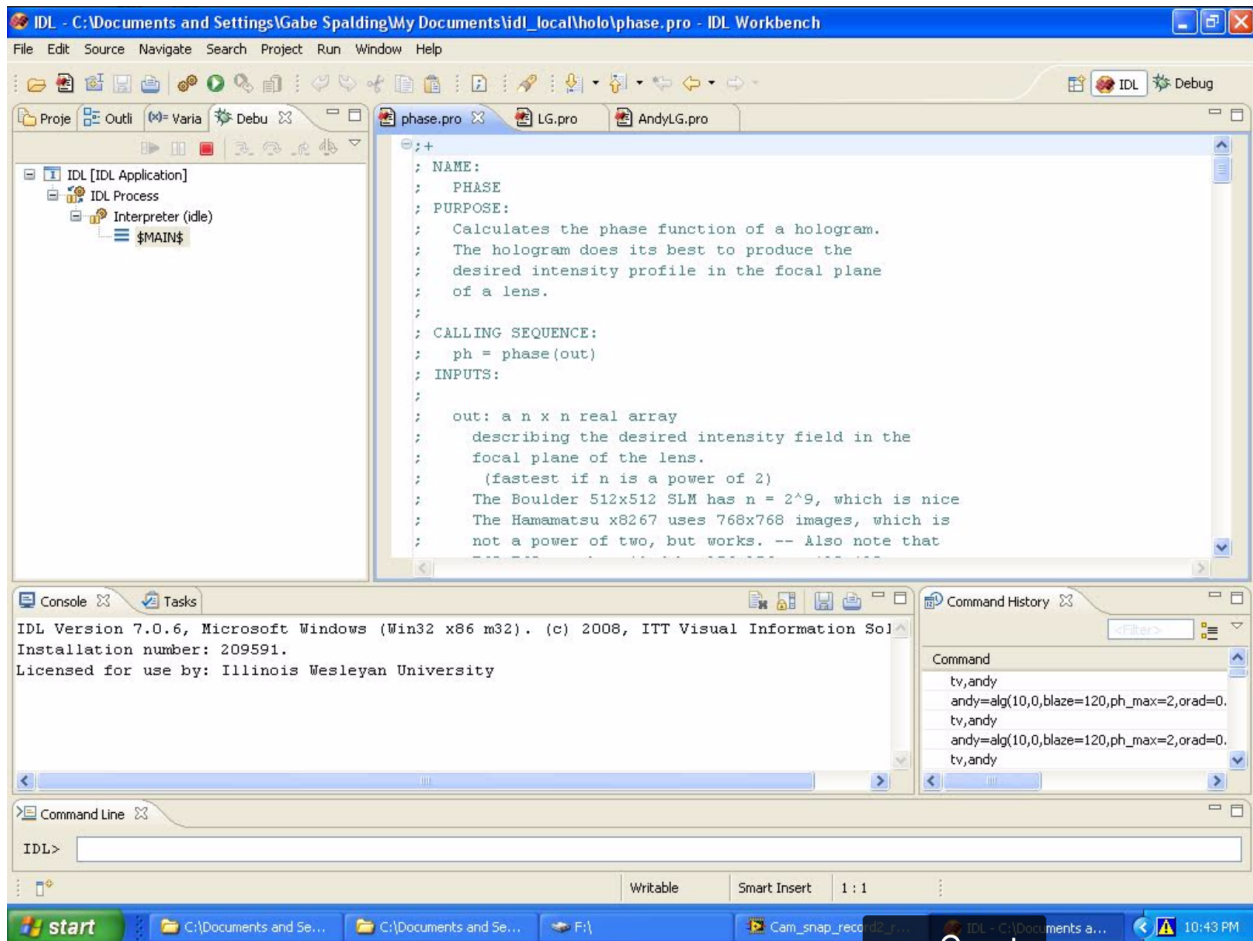 IDL - C:\Documents and Settings\Gabe Spalding\My Documents\idl_local\holo\phase.pro - IDL Workbench
File Edit Source Navigate Search Project Run Window Help
IDL Debug
Proje Outli (x)= Varia Debu
phase.pro LG.pro AndyLG.pro
IDL [IDL Application]
IDL Process
Interpreter (idle)
$MAIN$
;+
; NAME:
; PHASE
; PURPOSE:
; Calculates the phase function of a hologram.
; The hologram does its best to produce the
; desired intensity profile in the focal plane
; of a lens.
;
; CALLING SEQUENCE:
; ph = phase(out)
; INPUTS:
;
; out: a n x n real array
; describing the desired intensity field in the
; focal plane of the lens.
; (fastest if n is a power of 2)
; The Boulder 512x512 SLM has n = 2^9, which is nice
; The Hamamatsu x8267 uses 768x768 images, which is
; not a power of two, but works. -- Also note that
Console Tasks
IDL Version 7.0.6, Microsoft Windows (Win32 x86 m32). (c) 2008, ITT Visual Information Sol
Installation number: 209591.
Licensed for use by: Illinois Wesleyan University
Command History
<Filter>
Command
tv,andy
andy=alg(10,0,blaze=120,ph_max=2,orad=0.
tv,andy
andy=alg(10,0,blaze=120,ph_max=2,orad=0.
tv,andy
Command Line
IDL>
Writable Smart Insert 1 : 1
start C:\Documents and Se... C:\Documents and Se... F:\ Cam_snap_record2_r... IDL - C:\Documents a... 10:43 PM